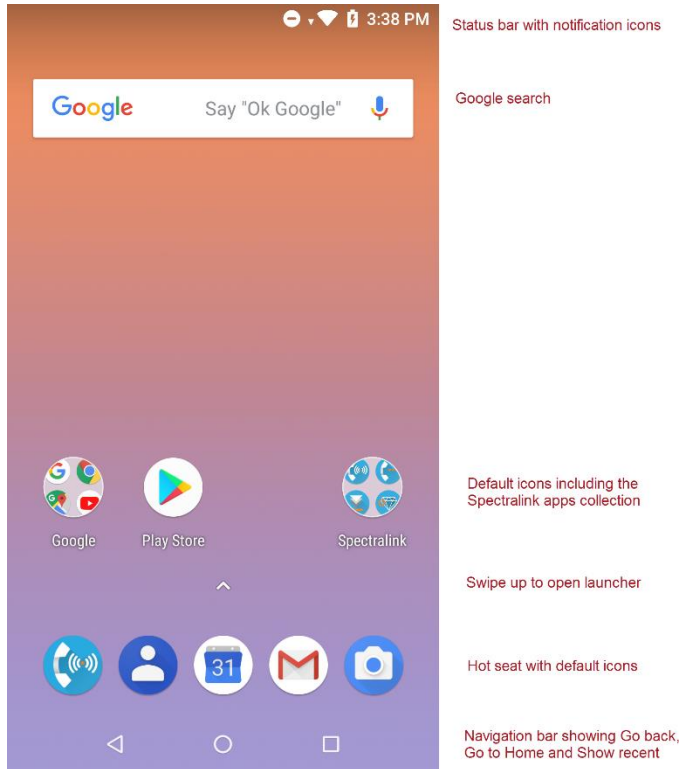 3:38 PM
Status bar with notification icons
Google
Say "Ok Google"
Google search
Default icons including the
Spectralink apps collection
Google
Play Store
Spectralink
Swipe up to open launcher
31
Hot seat with default icons
Navigation bar showing Go back,
Go to Home and Show recent